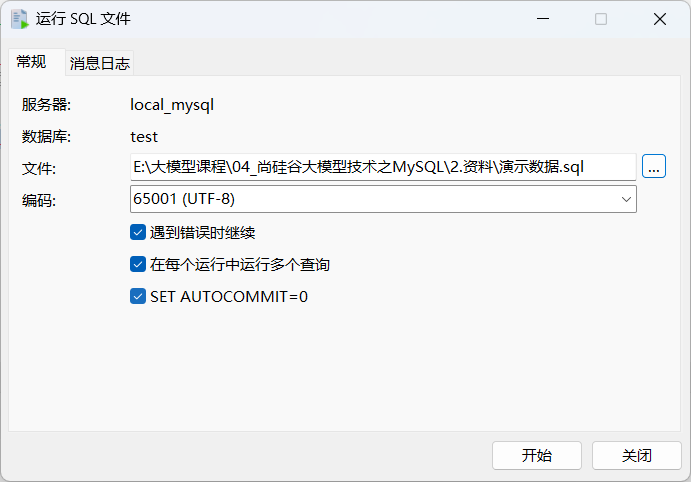 运行 SQL 文件
常规 消息日志
服务器: local_mysql
数据库: test
文件: E:\大模型课程\04_尚硅谷大模型技术之MySQL\2.资料\演示数据.sql ...
编码: 65001 (UTF-8)
遇到错误时继续
在每个运行中运行多个查询
SET AUTOCOMMIT=0
开始 关闭